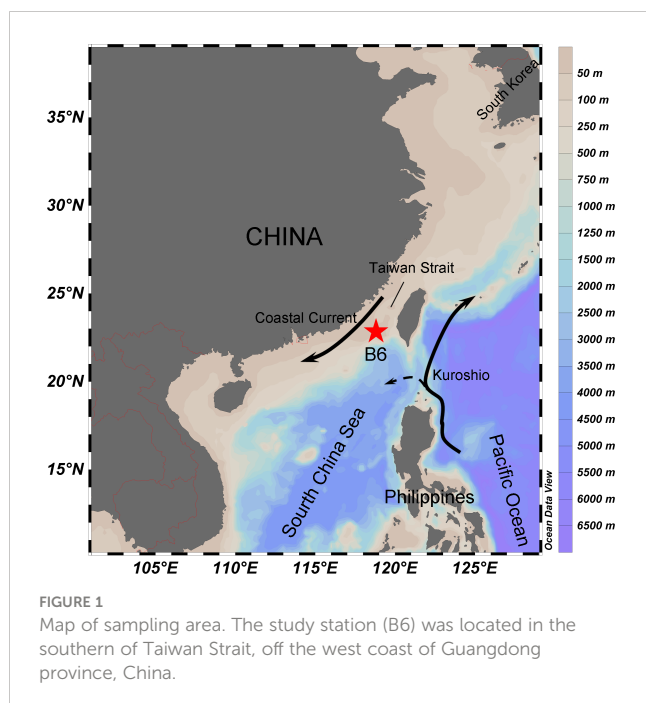 35°N
30°N
25°N
20°N
15°N
105°E
110°E
115°E
120°E
125°E
South Korea
CHINA
Taiwan Strait
Coastal Current
B6
Kuroshio
Sourth China Sea
Philippines
Pacific Ocean
Ocean Data View
50 m
100 m
250 m
500 m
750 m
1000 m
1250 m
1500 m
2000 m
2500 m
3000 m
3500 m
4000 m
4500 m
5000 m
5500 m
6000 m
6500 m
FIGURE 1
Map of sampling area. The study station (B6) was located in the
southern of Taiwan Strait, off the west coast of Guangdong
province, China.